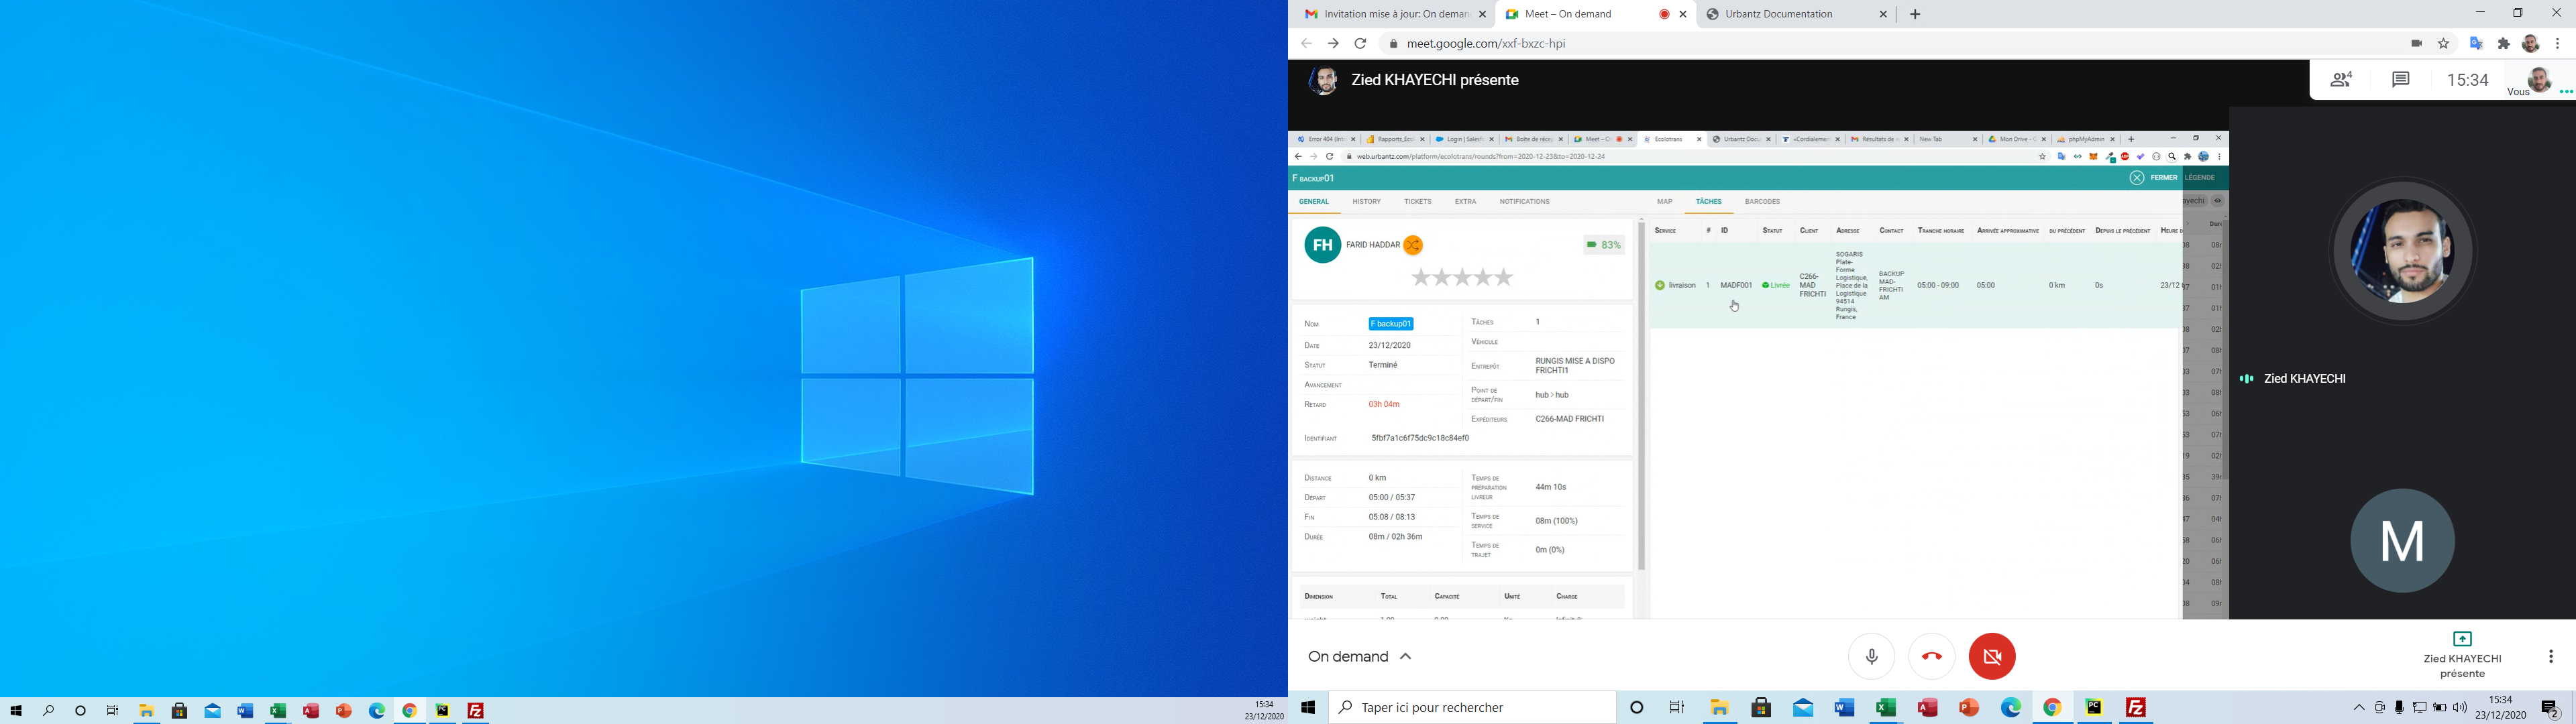 Invitation mise à jour: On deman
Meet – On demand
Urbantz Documentation
meet.google.com/xxf-bxzc-hpi
Zied KHAYECHI présente
4
15:34
Vous
Error 404 (Int
Rapports_Eco
Login | Salesf
Boîte de récep
Meet – O
Ecolotrans
Urbantz Docu
«Cordialemen
Résultats de
New Tab
Mon Drive –
phpMyAdmin
web.urbantz.com/platform/ecolotrans/rounds?from=2020-12-23&to=2020-12-24
F BACKUP01
FERMER
LÉGENDE
GENERAL
HISTORY
TICKETS
EXTRA
NOTIFICATIONS
MAP
TÂCHES
BARCODES
ayechi
FH
FARID HADDAR
83%
SERVICE
#
ID
STATUT
CLIENT
ADRESSE
CONTACT
TRANCHE HORAIRE
ARRIVÉE APPROXIMATIVE
DU PRÉCÉDENT
DEPUIS LE PRÉCÉDENT
HEURE D
livraison
1
MADF001
Livrée
C266-
MAD
FRICHTI
SOGARIS
Plate-
Forme
Logistique,
Place de la
Logistique
94514
Rungis,
France
BACKUP
MAD-
FRICHTI
AM
05:00 - 09:00
05:00
0 km
0s
23/12
NOM
F backup01
DATE
23/12/2020
STATUT
Terminé
AVANCEMENT
RETARD
03h 04m
IDENTIFIANT
5fbf7a1c6f75dc9c18c84ef0
TÂCHES
1
VÉHICULE
ENTREPÔT
RUNGIS MISE A DISPO
FRICHTI1
POINT DE
DÉPART/FIN
hub > hub
EXPÉDITEURS
C266-MAD FRICHTI
DISTANCE
0 km
DÉPART
05:00 / 05:37
FIN
05:08 / 08:13
DURÉE
08m / 02h 36m
TEMPS DE
PRÉPARATION
LIVREUR
44m 10s
TEMPS DE
SERVICE
08m (100%)
TEMPS DE
TRAJET
0m (0%)
DIMENSION
TOTAL
CAPACITÉ
UNITÉ
CHARGE
Zied KHAYECHI
M
On demand
Zied KHAYECHI
présente
15:34
23/12/2020
Taper ici pour rechercher
15:34
23/12/2020
2